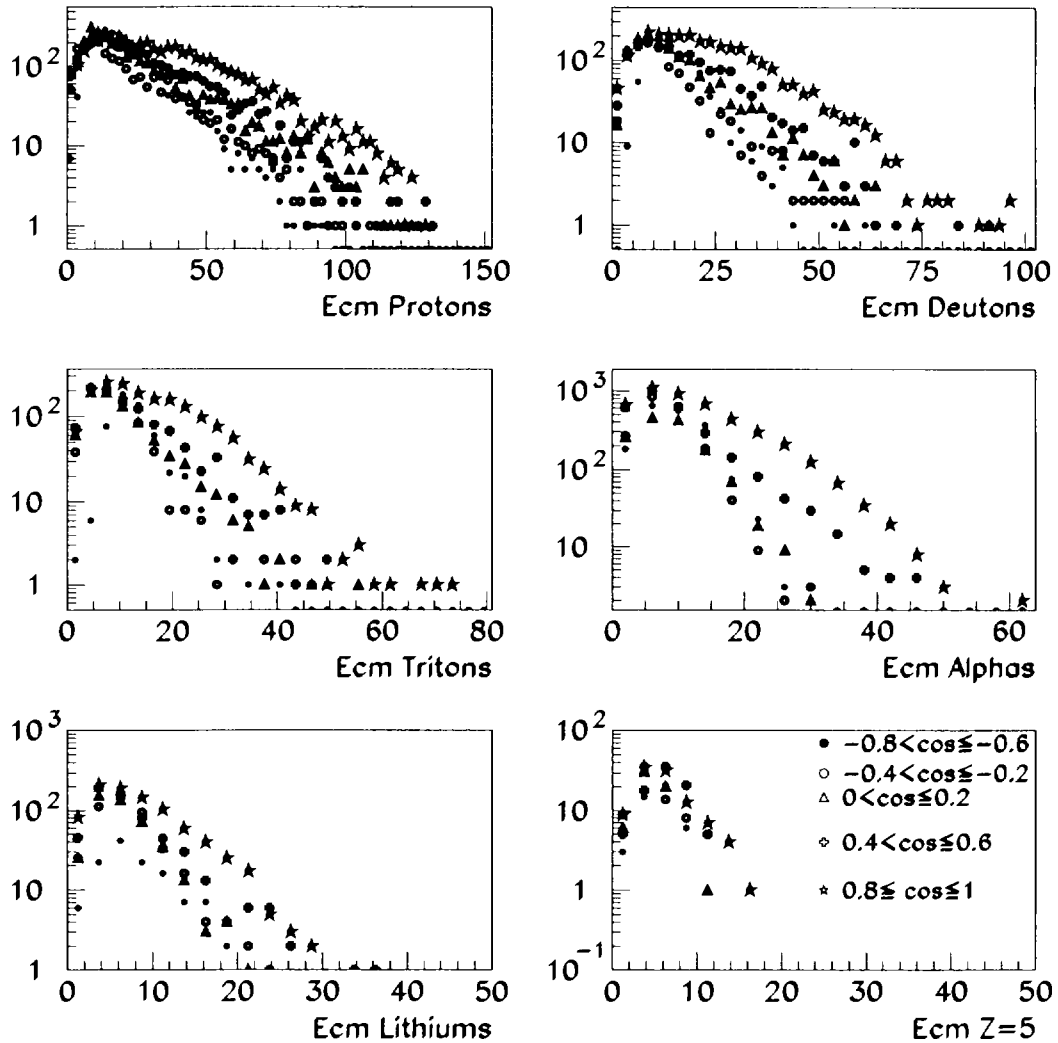 10² 10² 
10 10
1 1
0 50 100 150 0 25 50 75 100
Ecm Protons Ecm Deutons
10² 10³
10 10²
1 10
0 20 40 60 80 0 20 40 60
Ecm Tritons Ecm Alphas
10³ 10²
-0.8<cos≦-0.6
-0.4<cos≦-0.2
10² 10
0<cos≦0.2
0.4<cos≦0.6
10 1
0.8≦ cos≦1
1 10⁻¹
0 10 20 30 40 50 0 10 20 30 40 50
Ecm Lithiums Ecm Z=5